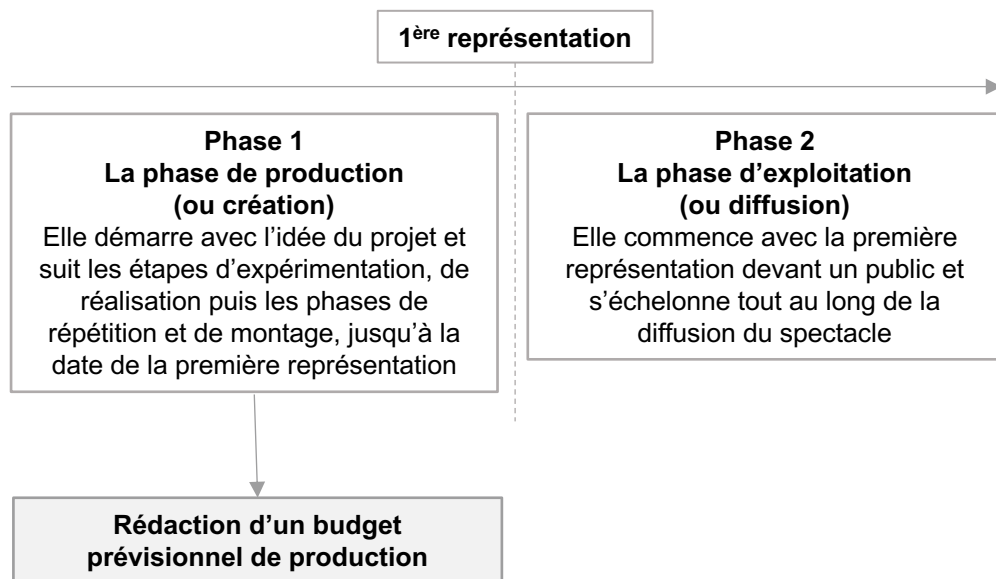 1ère représentation
Phase 1
La phase de production
(ou création)
Elle démarre avec l’idée du projet et
suit les étapes d’expérimentation, de
réalisation puis les phases de
répétition et de montage, jusqu’à la
date de la première représentation
Phase 2
La phase d’exploitation
(ou diffusion)
Elle commence avec la première
représentation devant un public et
s’échelonne tout au long de la
diffusion du spectacle
Rédaction d’un budget
prévisionnel de production